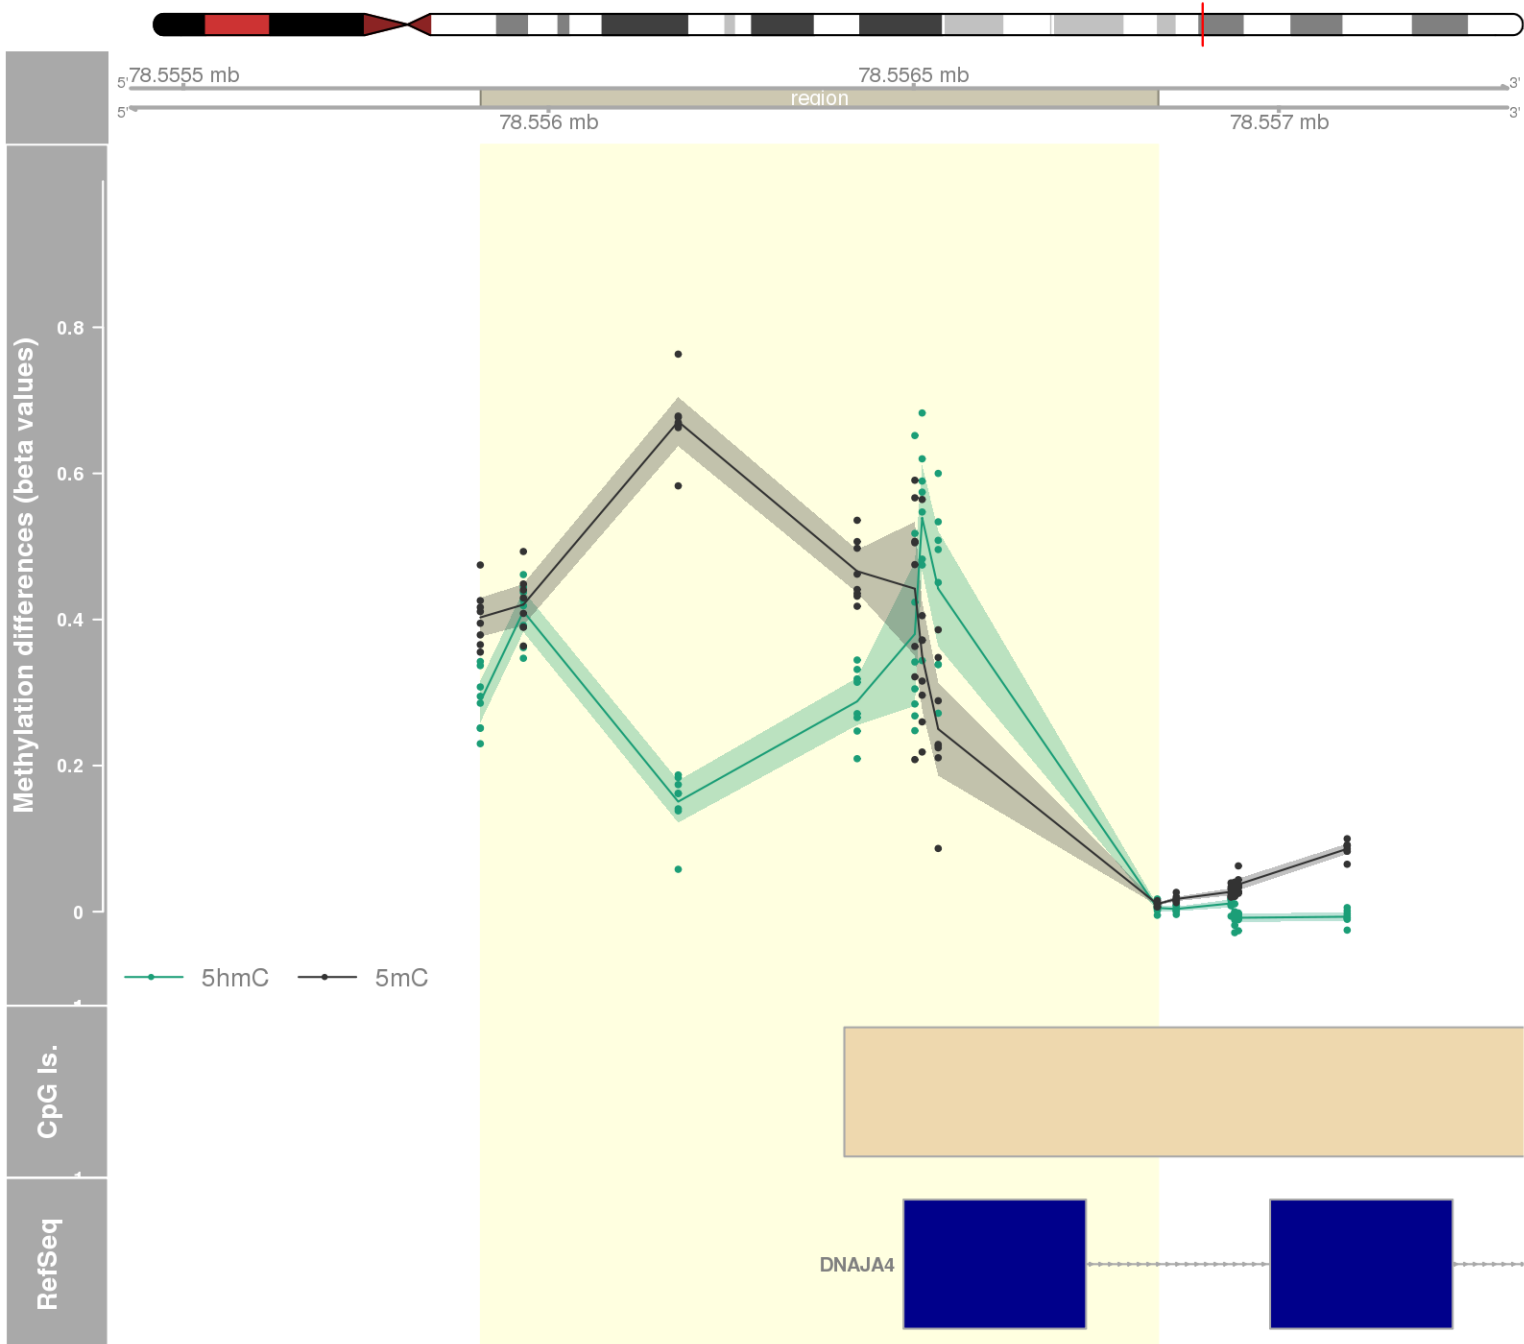 78.5555 mb
78.5565 mb
5'
3'
region
5'
3'
78.556 mb
78.557 mb
Methylation differences (beta values)
0.8
0.6
0.4
0.2
0
5hmC
5mC
CpG Is.
RefSeq
DNAJA4